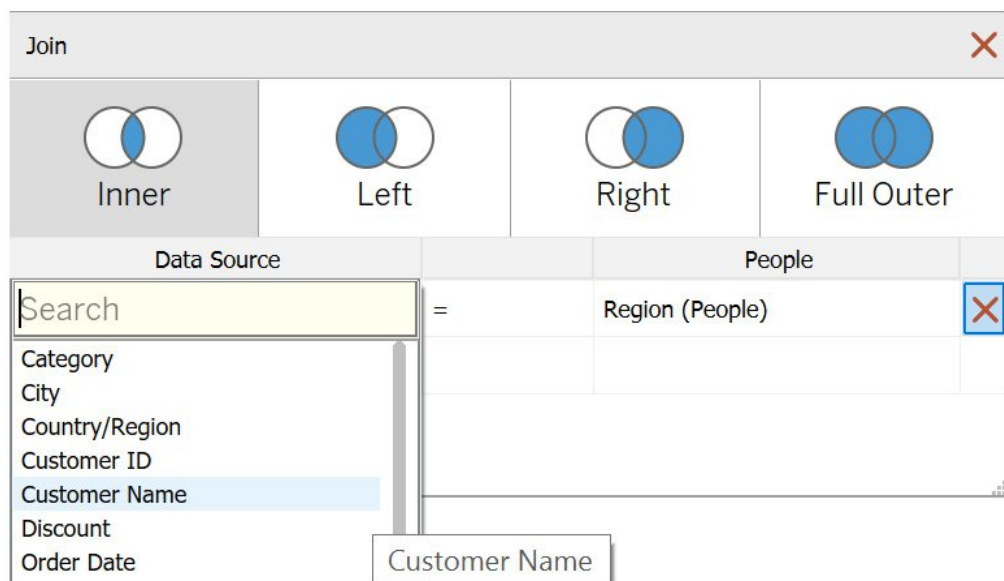 Join
Inner
Left
Right
Full Outer
Data Source
People
Search
=
Region (People)
Category
City
Country/Region
Customer ID
Customer Name
Discount
Order Date
Customer Name